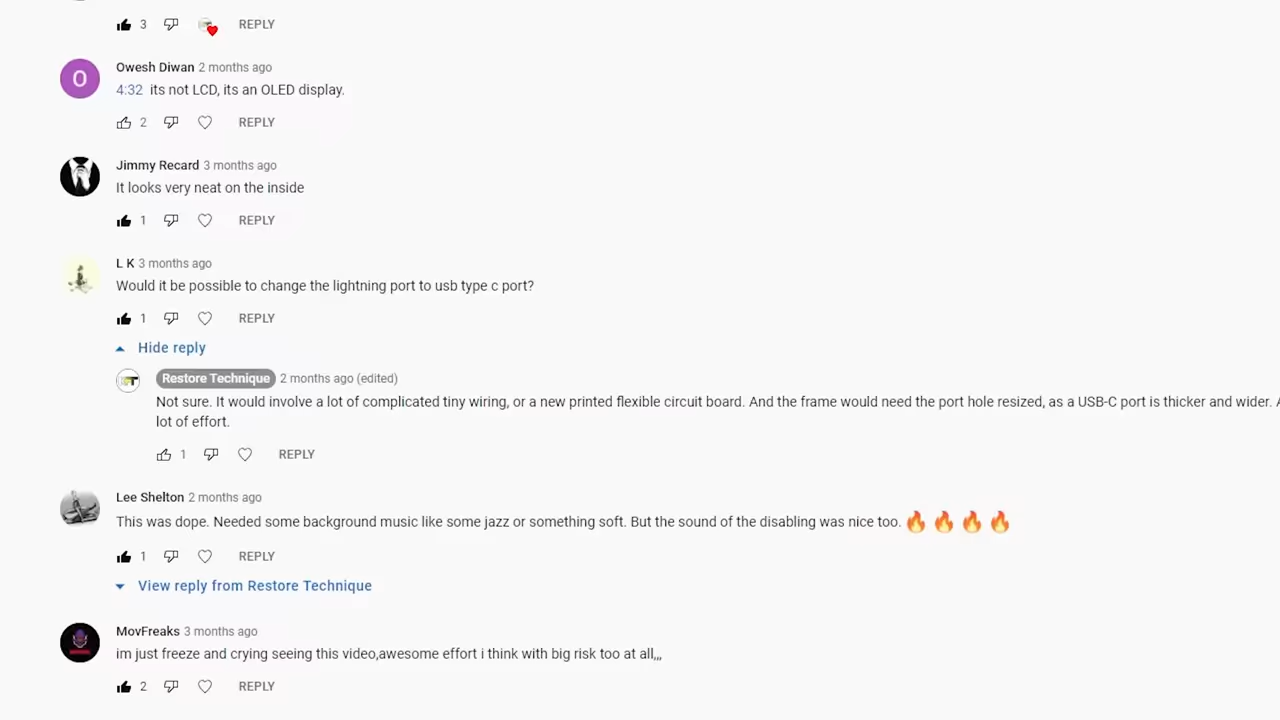 3 REPLY
Owesh Diwan 2 months ago
4:32 its not LCD, its an OLED display.
2 REPLY
Jimmy Recard 3 months ago
It looks very neat on the inside
1 REPLY
L K 3 months ago
Would it be possible to change the lightning port to usb type c port?
1 REPLY
Hide reply
Restore Technique 2 months ago (edited)
Not sure. It would involve a lot of complicated tiny wiring, or a new printed flexible circuit board. And the frame would need the port hole resized, as a USB-C port is thicker and wider.
lot of effort.
1 REPLY
Lee Shelton 2 months ago
This was dope. Needed some background music like some jazz or something soft. But the sound of the disabling was nice too. 🔥 🔥 🔥 🔥
1 REPLY
View reply from Restore Technique
MovFreaks 3 months ago
im just freeze and crying seeing this video,awesome effort i think with big risk too at all,,,
2 REPLY